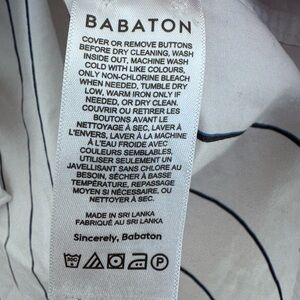 BABATON
COVER OR REMOVE BUTTONS
BEFORE DRY CLEANING, WASH
INSIDE OUT, MACHINE WASH
COLD WITH LIKE COLOURS,
ONLY NON-CHLORINE BLEACH
WHEN NEEDED, TUMBLE DRY
LOW, WARM IRON ONLY IF
NEEDED, OR DRY CLEAN.
COUVRIR OU RETIRER LES
BOUTONS AVANT LE
NETTOYAGE À SEC, LAVER À
L'ENVERS, LAVER À LA MACHINE
À L'EAU FROIDE AVEC
COULEURS SEMBLABLES,
UTILISER SEULEMENT UN
JAVELLISANT SANS CHLORE AU
BESOIN, SÉCHER À BASSE
TEMPÉRATURE, REPASSAGE
MOYEN SI NÉCESSAIRE, OU
NETTOYER À SEC.
MADE IN SRI LANKA
FABRIQUÉ AU SRI LANKA
Sincerely, Babaton
P